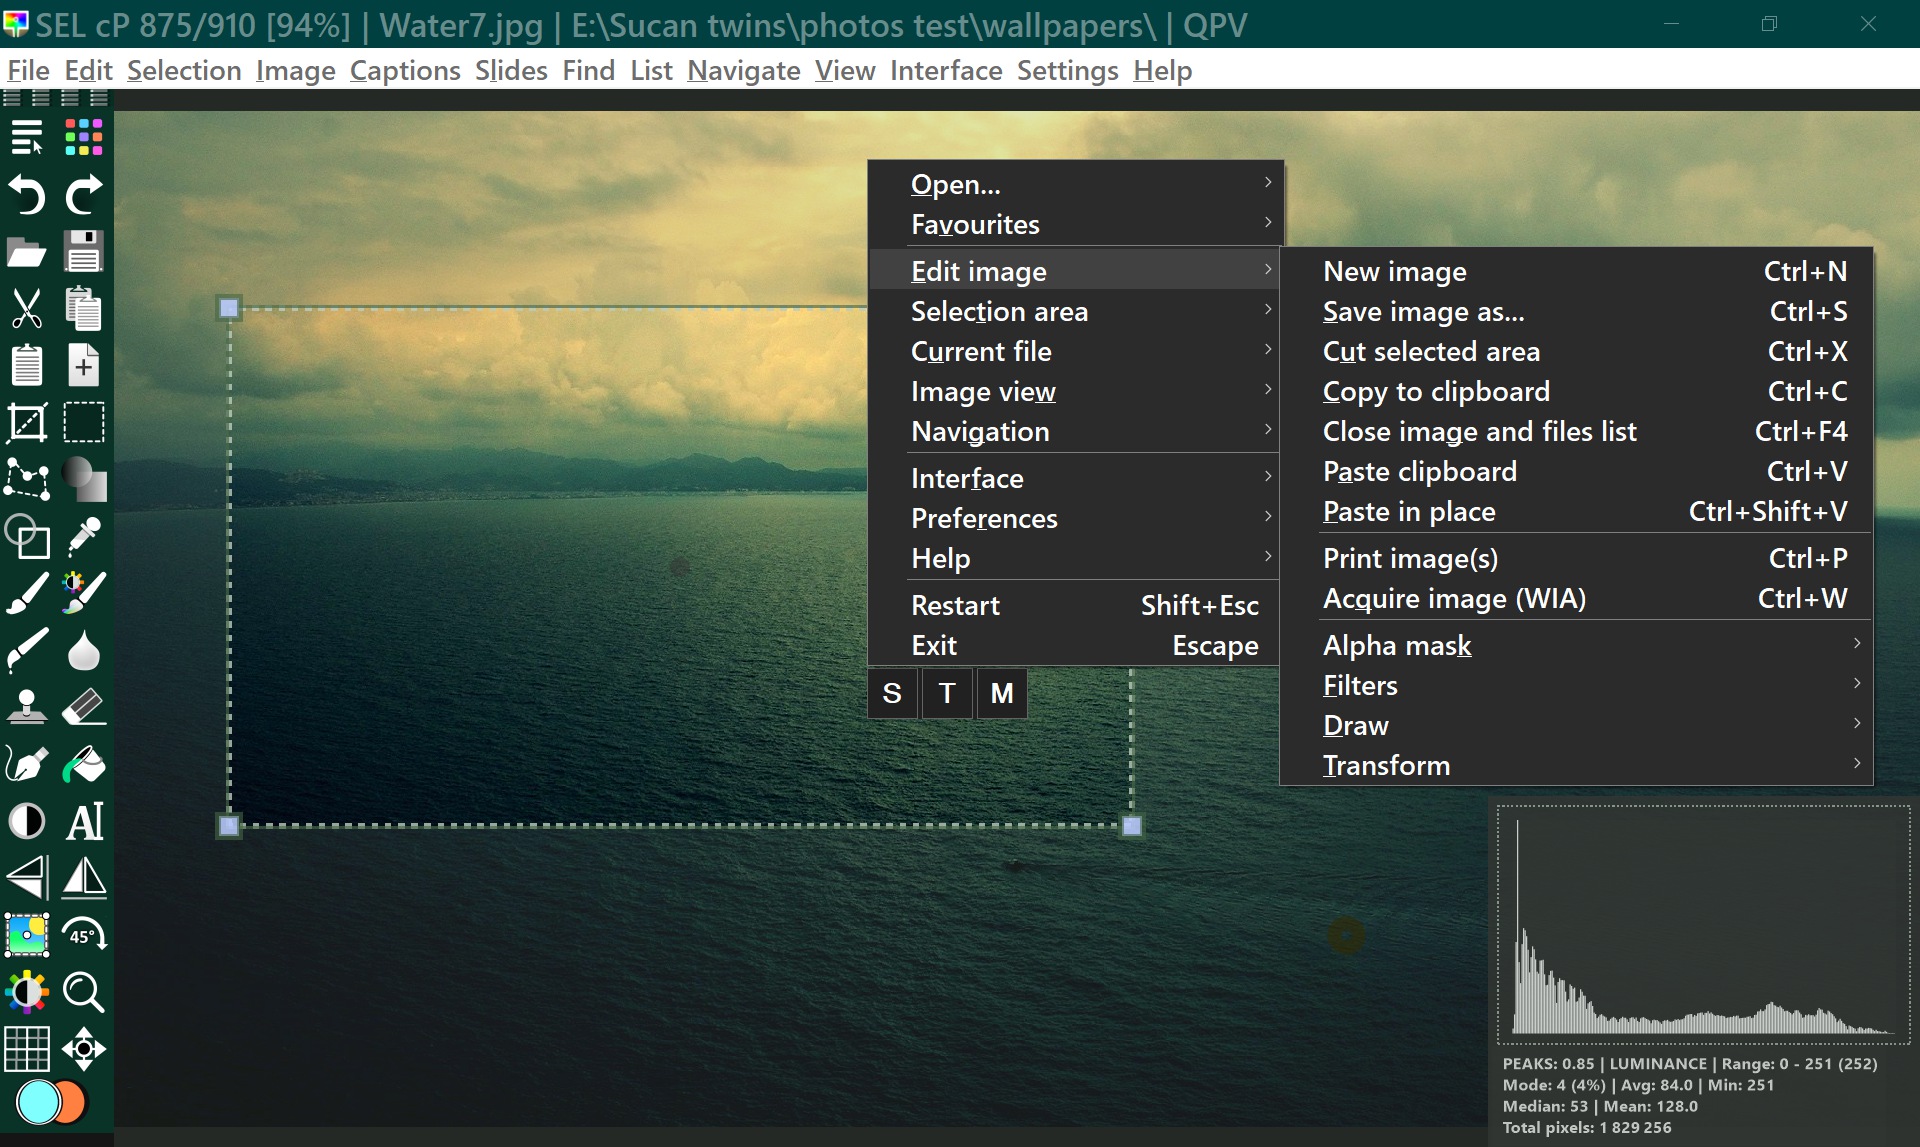 SEL cP 875/910 [94%] | Water7.jpg | E:\Sucan twins\photos test\wallpapers\ | QPV
File Edit Selection Image Captions Slides Find List Navigate View Interface Settings Help
Open...
Favourites
Edit image
Selection area
Current file
Image view
Navigation
Interface
Preferences
Help
Restart Shift+Esc
Exit Escape
S T M
New image Ctrl+N
Save image as... Ctrl+S
Cut selected area Ctrl+X
Copy to clipboard Ctrl+C
Close image and files list Ctrl+F4
Paste clipboard Ctrl+V
Paste in place Ctrl+Shift+V
Print image(s) Ctrl+P
Acquire image (WIA) Ctrl+W
Alpha mask
Filters
Draw
Transform
AI
45°
PEAKS: 0.85 | LUMINANCE | Range: 0 - 251 (252)
Mode: 4 (4%) | Avg: 84.0 | Min: 251
Median: 53 | Mean: 128.0
Total pixels: 1 829 256